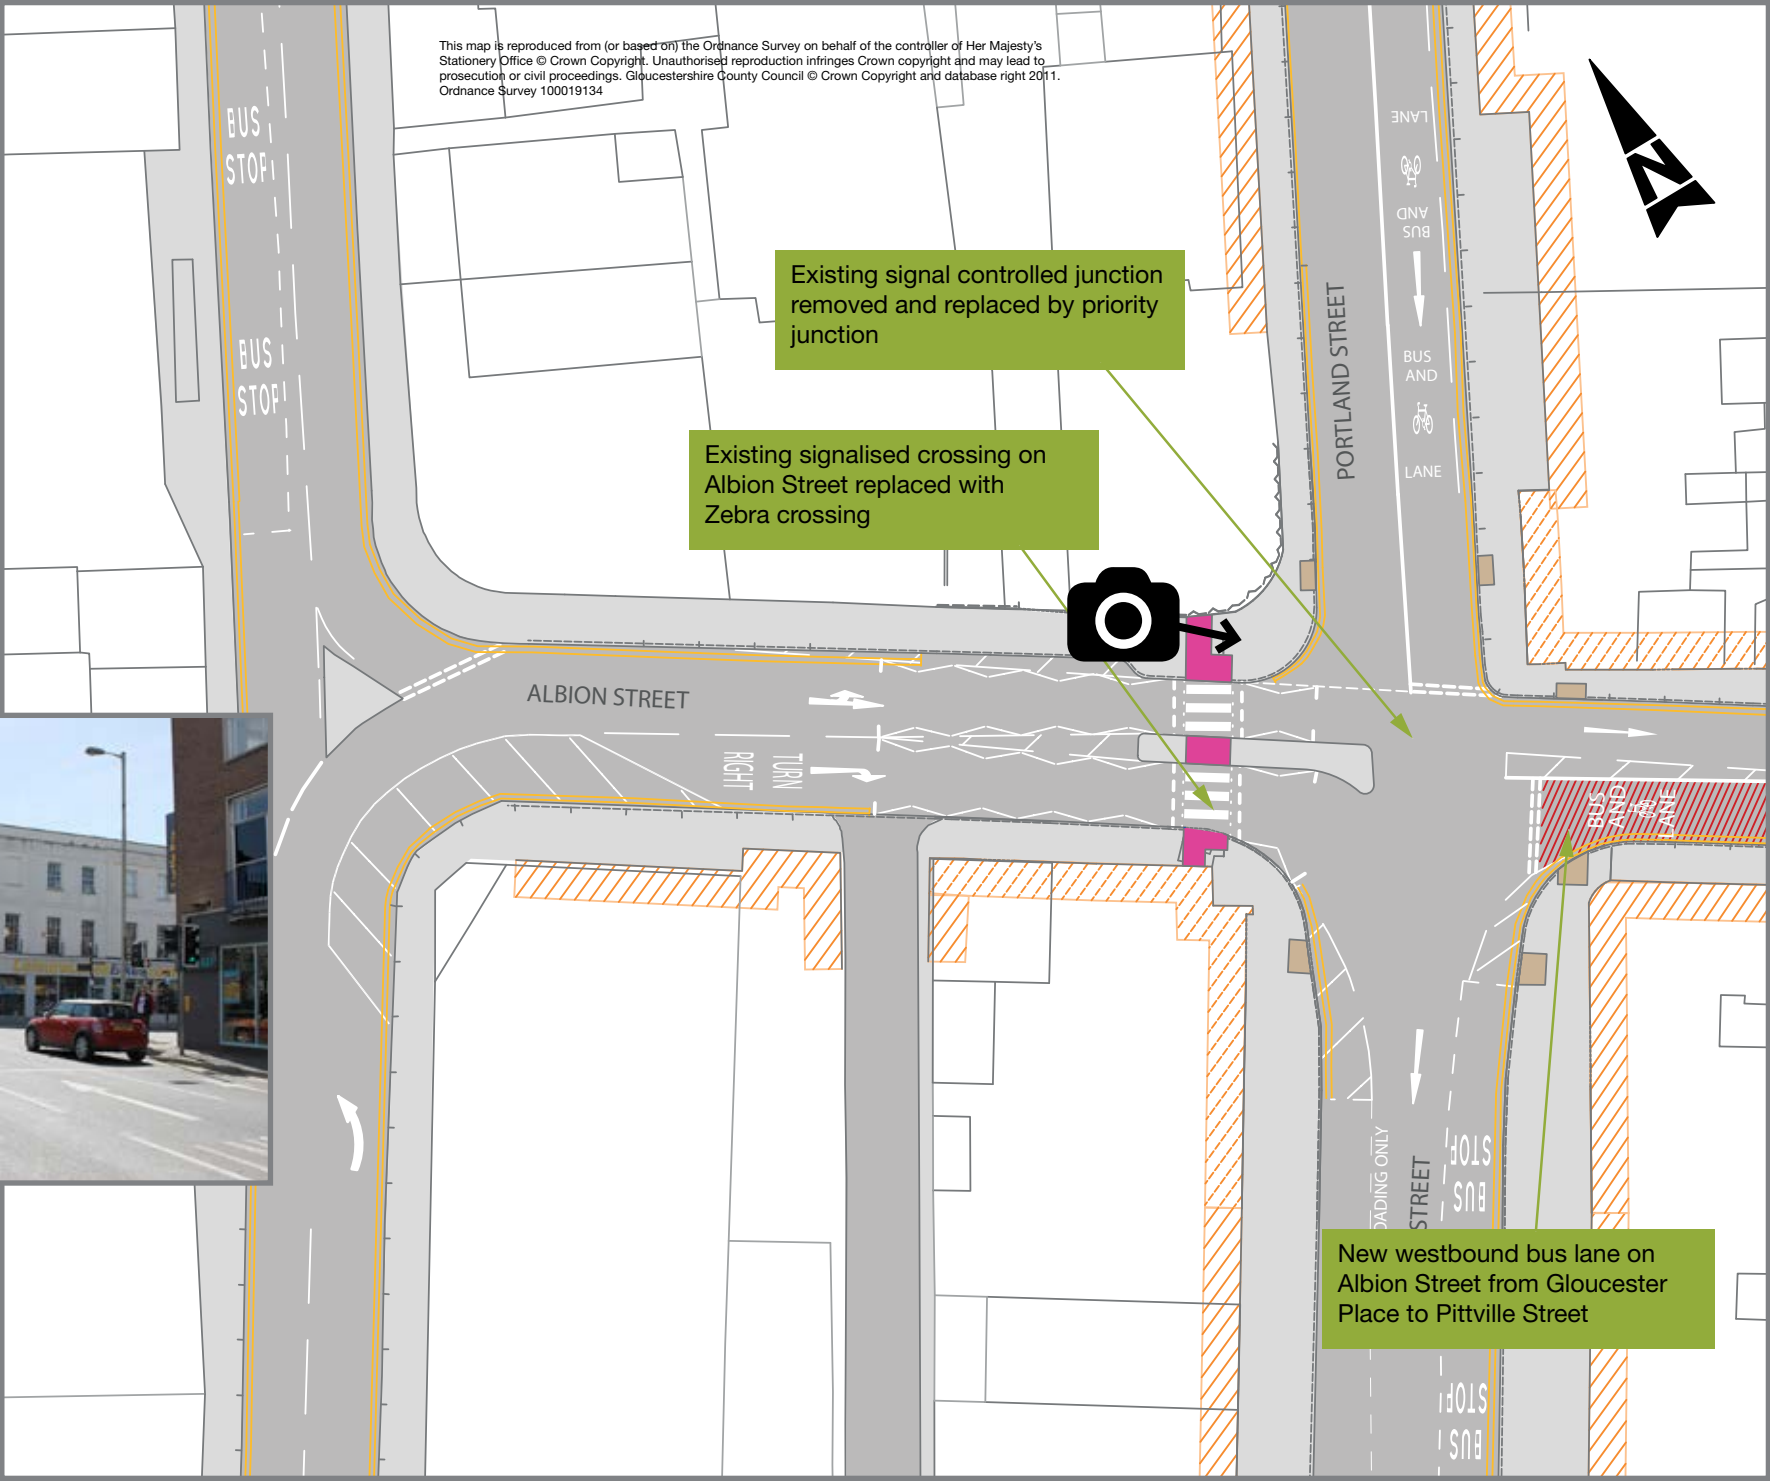 This map is reproduced from (or based on) the Ordnance Survey on behalf of the controller of Her Majesty's
Stationery Office © Crown Copyright. Unauthorised reproduction infringes Crown copyright and may lead to
prosecution or civil proceedings. Gloucestershire County Council © Crown Copyright and database right 2011.
Ordnance Survey 100019134
BUS
STOP
BUS
STOP
LANE
AND
BUS
BUS
AND
LANE
PORTLAND STREET
Existing signal controlled junction
removed and replaced by priority
junction
Existing signalised crossing on
Albion Street replaced with
Zebra crossing
ALBION STREET
TURN
RIGHT
BUS
AND
LANE
STOP
BUS
OADING ONLY
STREET
New westbound bus lane on
Albion Street from Gloucester
Place to Pittville Street
STOP
BUS
N